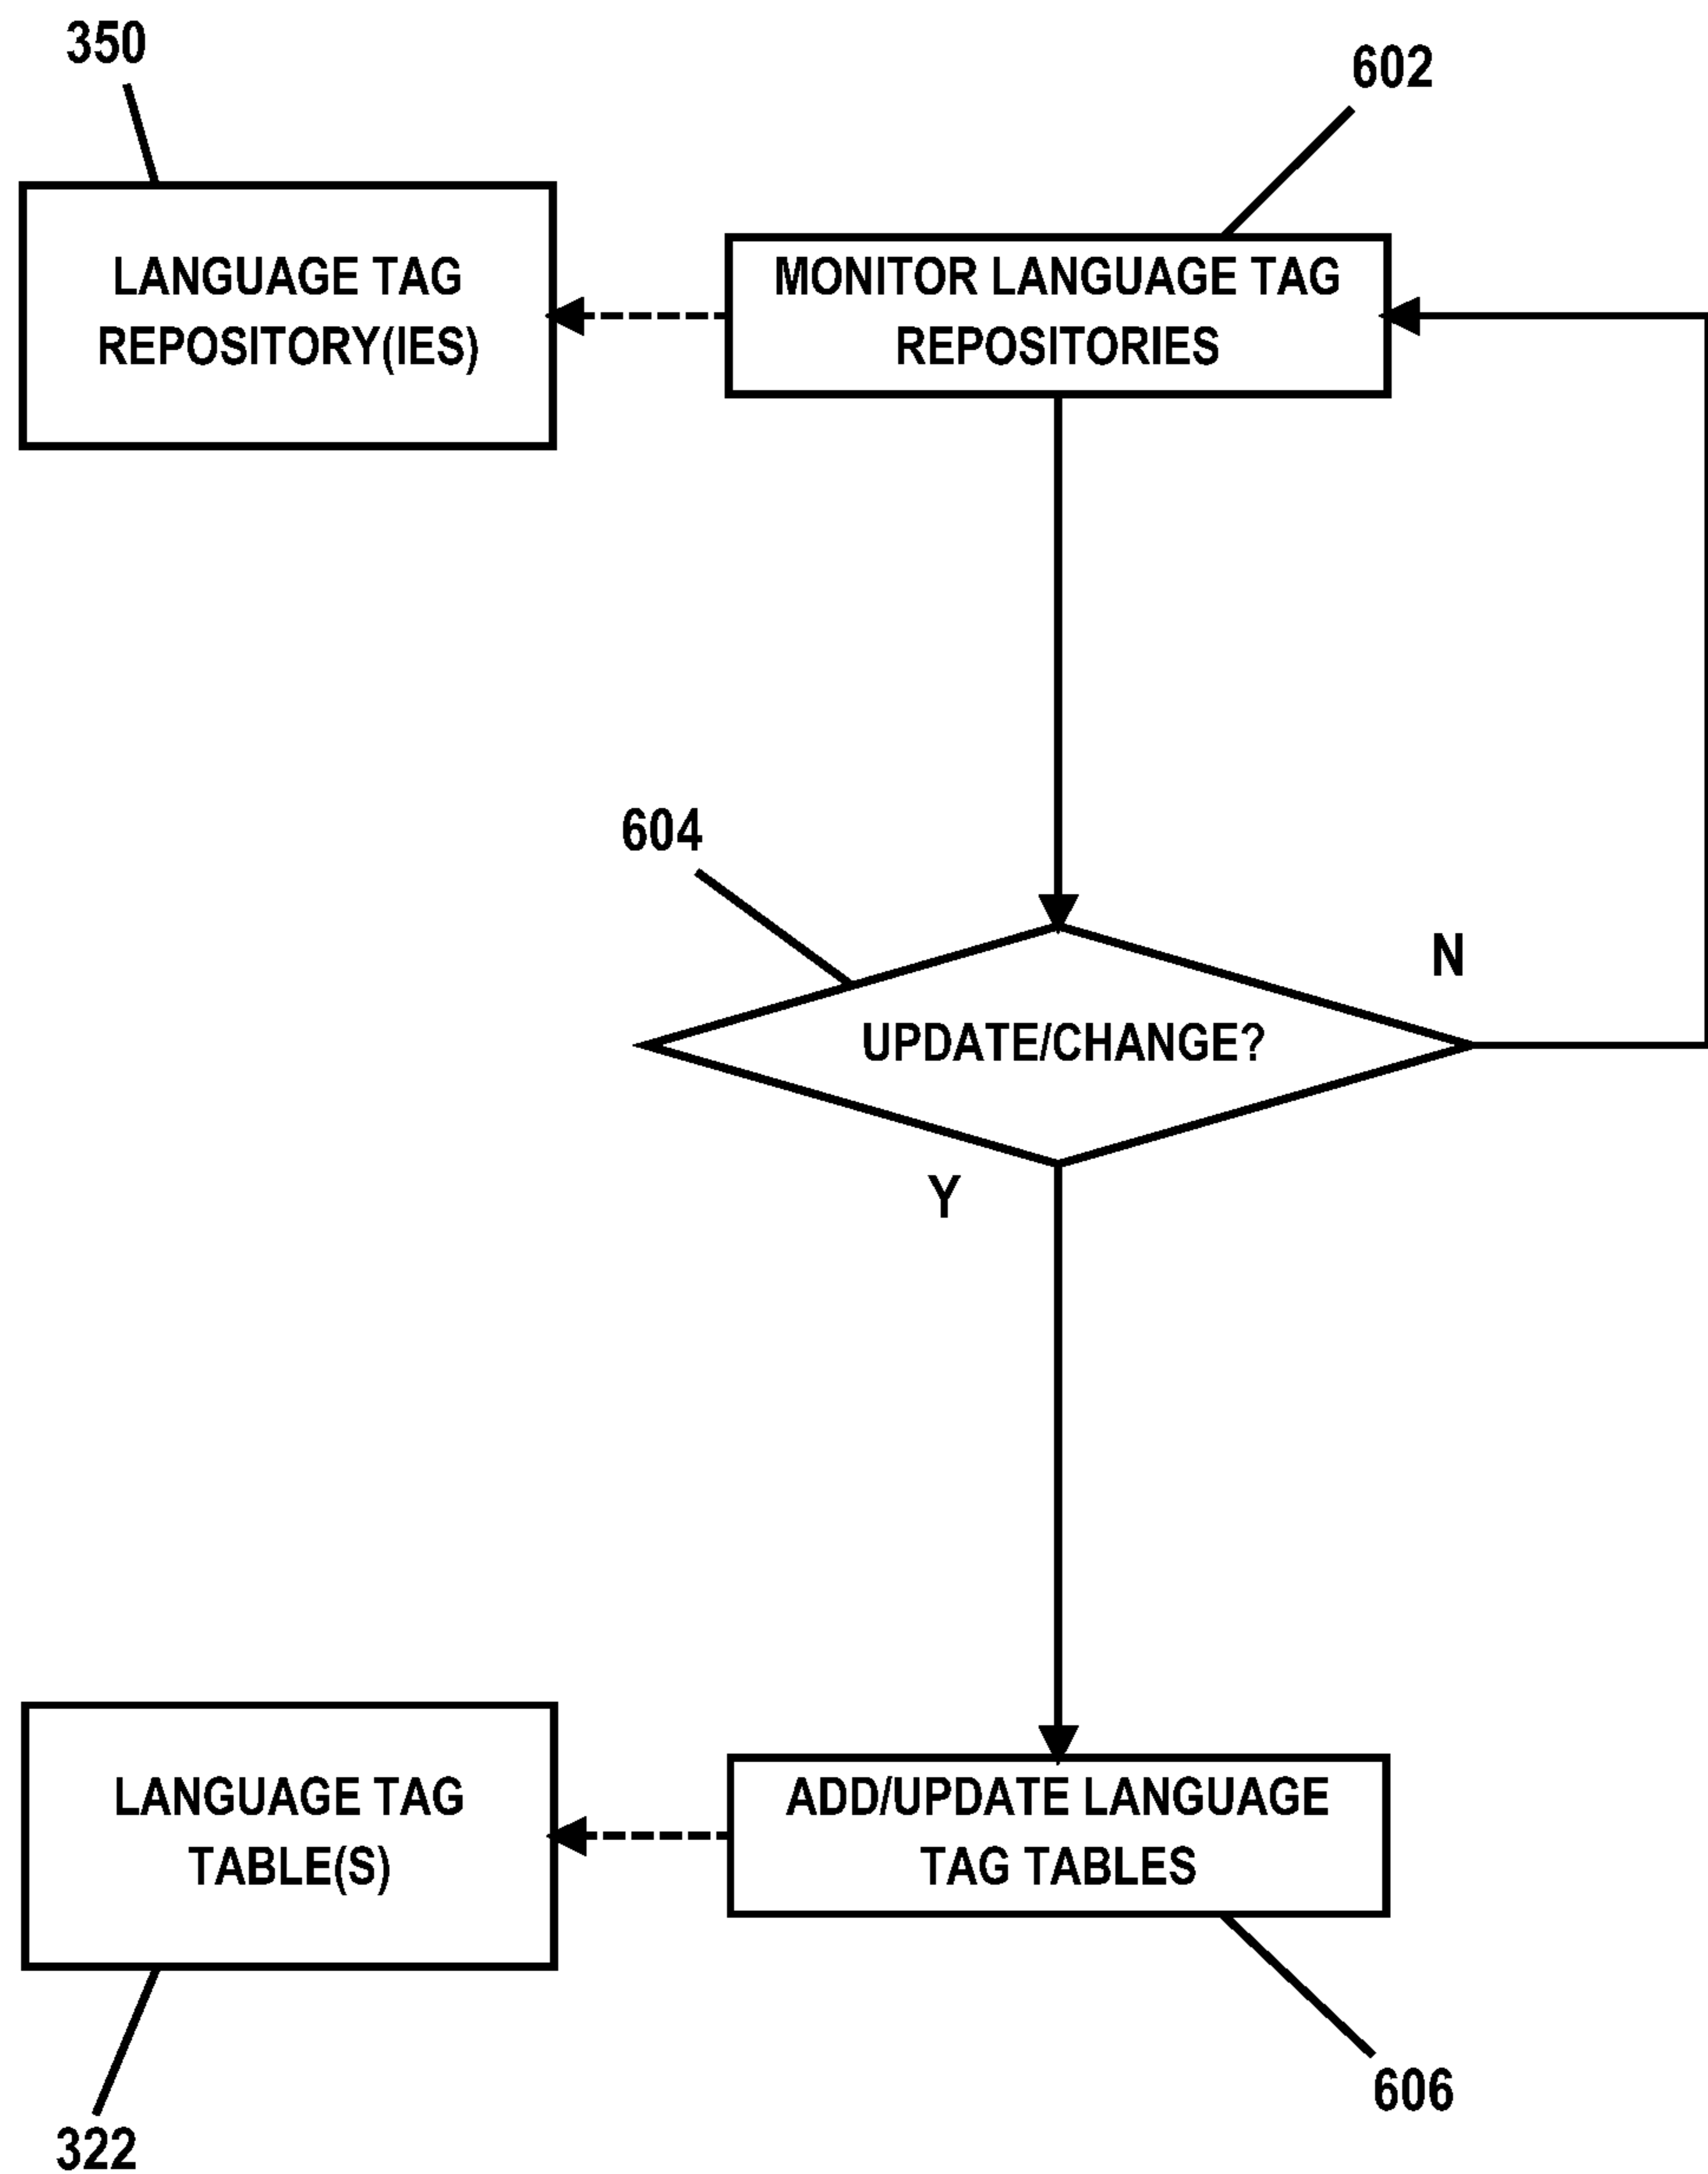 350
602
LANGUAGE TAG
REPOSITORY(IES)
MONITOR LANGUAGE TAG
REPOSITORIES
604
N
UPDATE/CHANGE?
Y
LANGUAGE TAG
TABLE(S)
ADD/UPDATE LANGUAGE
TAG TABLES
606
322